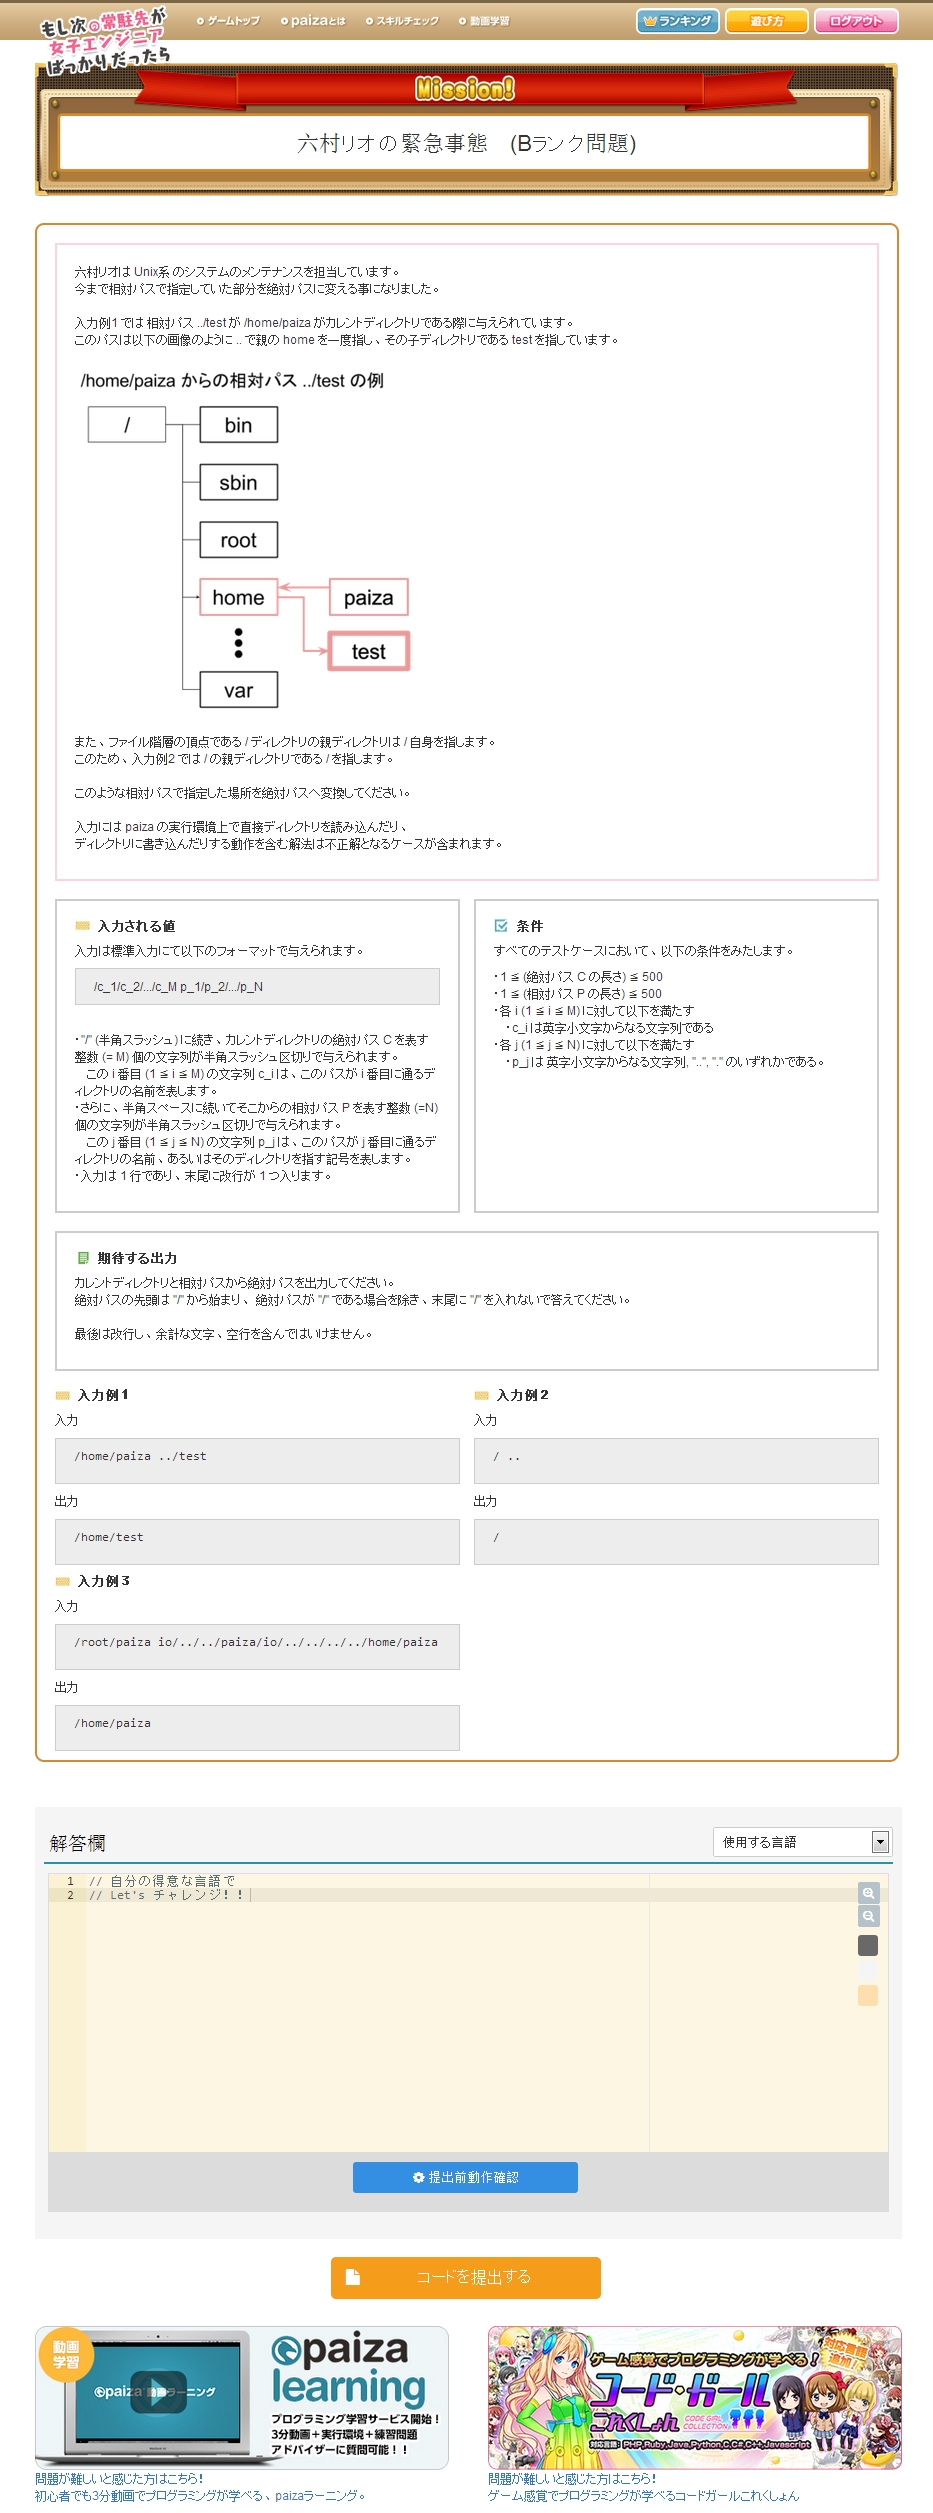 もし次の常駐先が
女子エンジニア
ばっかりだったら
ゲームトップ
paizaとは
スキルチェック
動画学習
ランキング
遊び方
ログアウト
Mission!
六村リオの緊急事態　(Bランク問題)
六村リオは Unix系 のシステムのメンテナンスを担当しています。
今まで相対パスで指定していた部分を絶対パスに変える事になりました。
入力例1 では 相対パス ../test が /home/paiza がカレントディレクトリである際に与えられています。
このパスは以下の画像のように .. で親の home を一度指し、その子ディレクトリである test を指しています。
/home/paiza からの相対パス ../test の例
/
bin
sbin
root
home
paiza
test
var
また、ファイル階層の頂点である / ディレクトリの親ディレクトリは / 自身を指します。
このため、入力例2 では / の親ディレクトリである / を指します。
このような相対パスで指定した場所を絶対パスへ変換してください。
入力には paiza の実行環境上で直接ディレクトリを読み込んだり、
ディレクトリに書き込んだりする動作を含む解法は不正解となるケースが含まれます。
入力される値
入力は標準入力にて以下のフォーマットで与えられます。
/c_1/c_2/.../c_M p_1/p_2/.../p_N
・"/" (半角スラッシュ) に続き、カレントディレクトリの絶対パス C を表す
整数 (= M) 個の文字列が半角スラッシュ区切りで与えられます。
この i 番目 (1 ≦ i ≦ M) の文字列 c_i は、このパスが i 番目に通るデ
ィレクトリの名前を表します。
・さらに、半角スペースに続いてそこからの相対パス P を表す整数 (=N)
個の文字列が半角スラッシュ区切りで与えられます。
この j 番目 (1 ≦ j ≦ N) の文字列 p_j は、このパスが j 番目に通るデ
ィレクトリの名前、あるいはそのディレクトリを指す記号を表します。
・入力は 1 行であり、末尾に改行が 1 つ入ります。
条件
すべてのテストケースにおいて、以下の条件をみたします。
・1 ≦ (絶対パス C の長さ) ≦ 500
・1 ≦ (相対パス P の長さ) ≦ 500
・各 i (1 ≦ i ≦ M) に対して以下を満たす
・c_i は英字小文字からなる文字列である
・各 j (1 ≦ j ≦ N) に対して以下を満たす
・p_j は 英字小文字からなる文字列, "..", "." のいずれかである。
期待する出力
カレントディレクトリと相対パスから絶対パスを出力してください。
絶対パスの先頭は "/" から始まり、 絶対パスが "/" である場合を除き、末尾に "/" を入れないで答えてください。
最後は改行し、余計な文字、空行を含んではいけません。
入力例1
入力
/home/paiza ../test
出力
/home/test
入力例2
入力
/ ..
出力
/
入力例3
入力
/root/paiza io/../../paiza/io/../../../../home/paiza
出力
/home/paiza
解答欄
使用する言語
1 // 自分の得意な言語で
2 // Let's チャレンジ！！
提出前動作確認
コードを提出する
動画
学習
paiza動画ラーニング
paiza
learning
プログラミング学習サービス開始！
3分動画＋実行環境＋練習問題
アドバイザーに質問可能！！
問題が難しいと感じた方はこちら！
初心者でも3分動画でプログラミングが学べる、paizaラーニング。
ゲーム感覚でプログラミングが学べる！
対応言語
追加！
コード・ガール
これくしょん
CODE GIRL
COLLECTION
対応言語：PHP,Ruby,Java,Python,C,C#,C++,Javascript
問題が難しいと感じた方はこちら！
ゲーム感覚でプログラミングが学べるコードガールこれくしょん